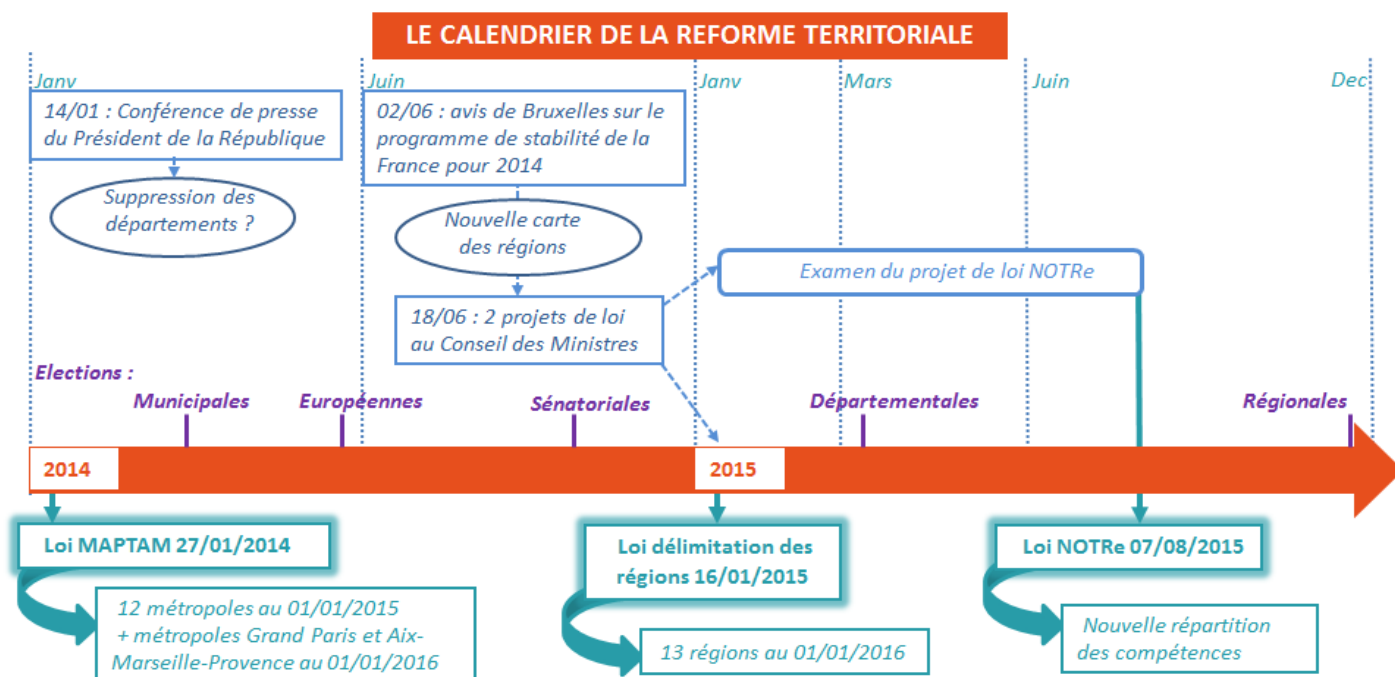 LE CALENDRIER DE LA REFORME TERRITORIALE
Janv
Juin
Janv
Mars
Juin
Dec
14/01 : Conférence de presse
du Président de la République
02/06 : avis de Bruxelles sur le
programme de stabilité de la
France pour 2014
Suppression des
départements ?
Nouvelle carte
des régions
Examen du projet de loi NOTRe
18/06 : 2 projets de loi
au Conseil des Ministres
Elections :
Municipales
Européennes
Sénatoriales
Départementales
Régionales
2014
2015
Loi MAPTAM 27/01/2014
Loi délimitation des
régions 16/01/2015
Loi NOTRe 07/08/2015
12 métropoles au 01/01/2015
+ métropoles Grand Paris et Aix-
Marseille-Provence au 01/01/2016
13 régions au 01/01/2016
Nouvelle répartition
des compétences